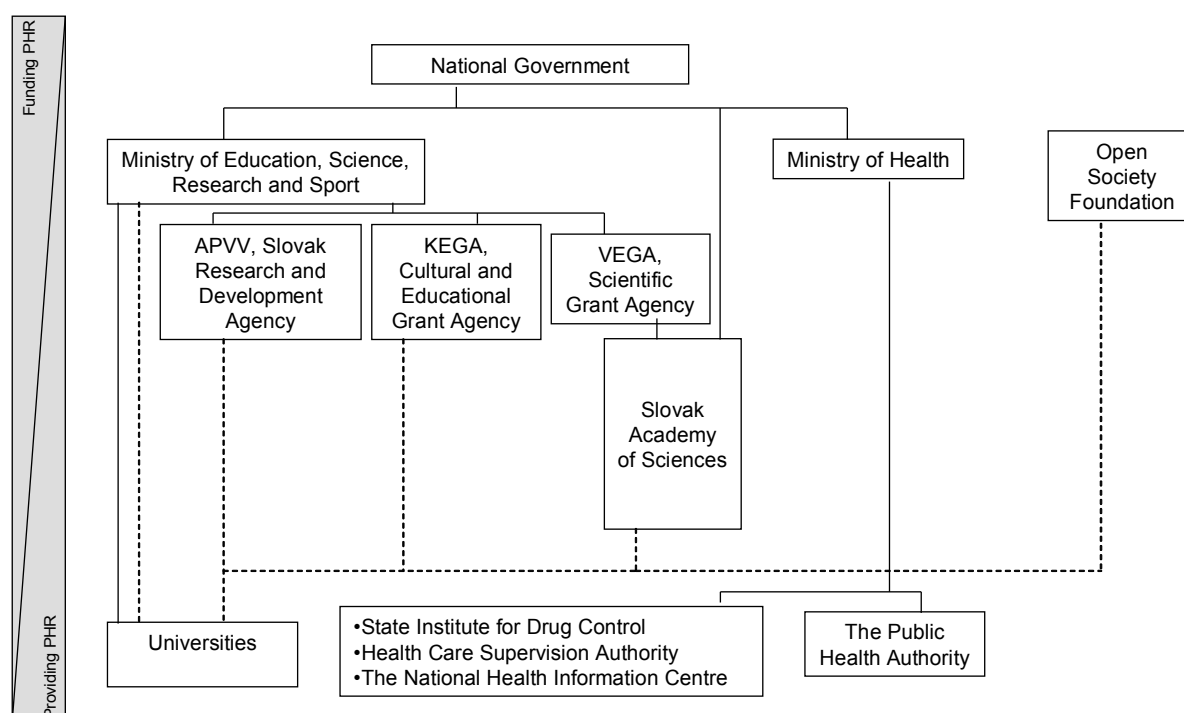 Funding PHR
National Government
Ministry of Education, Science,
Research and Sport
Ministry of Health
Open
Society
Foundation
APVV, Slovak
Research and
Development
Agency
KEGA,
Cultural and
Educational
Grant Agency
VEGA,
Scientific
Grant Agency
Slovak
Academy
of Sciences
Providing PHR
Universities
•State Institute for Drug Control
•Health Care Supervision Authority
•The National Health Information Centre
The Public
Health Authority